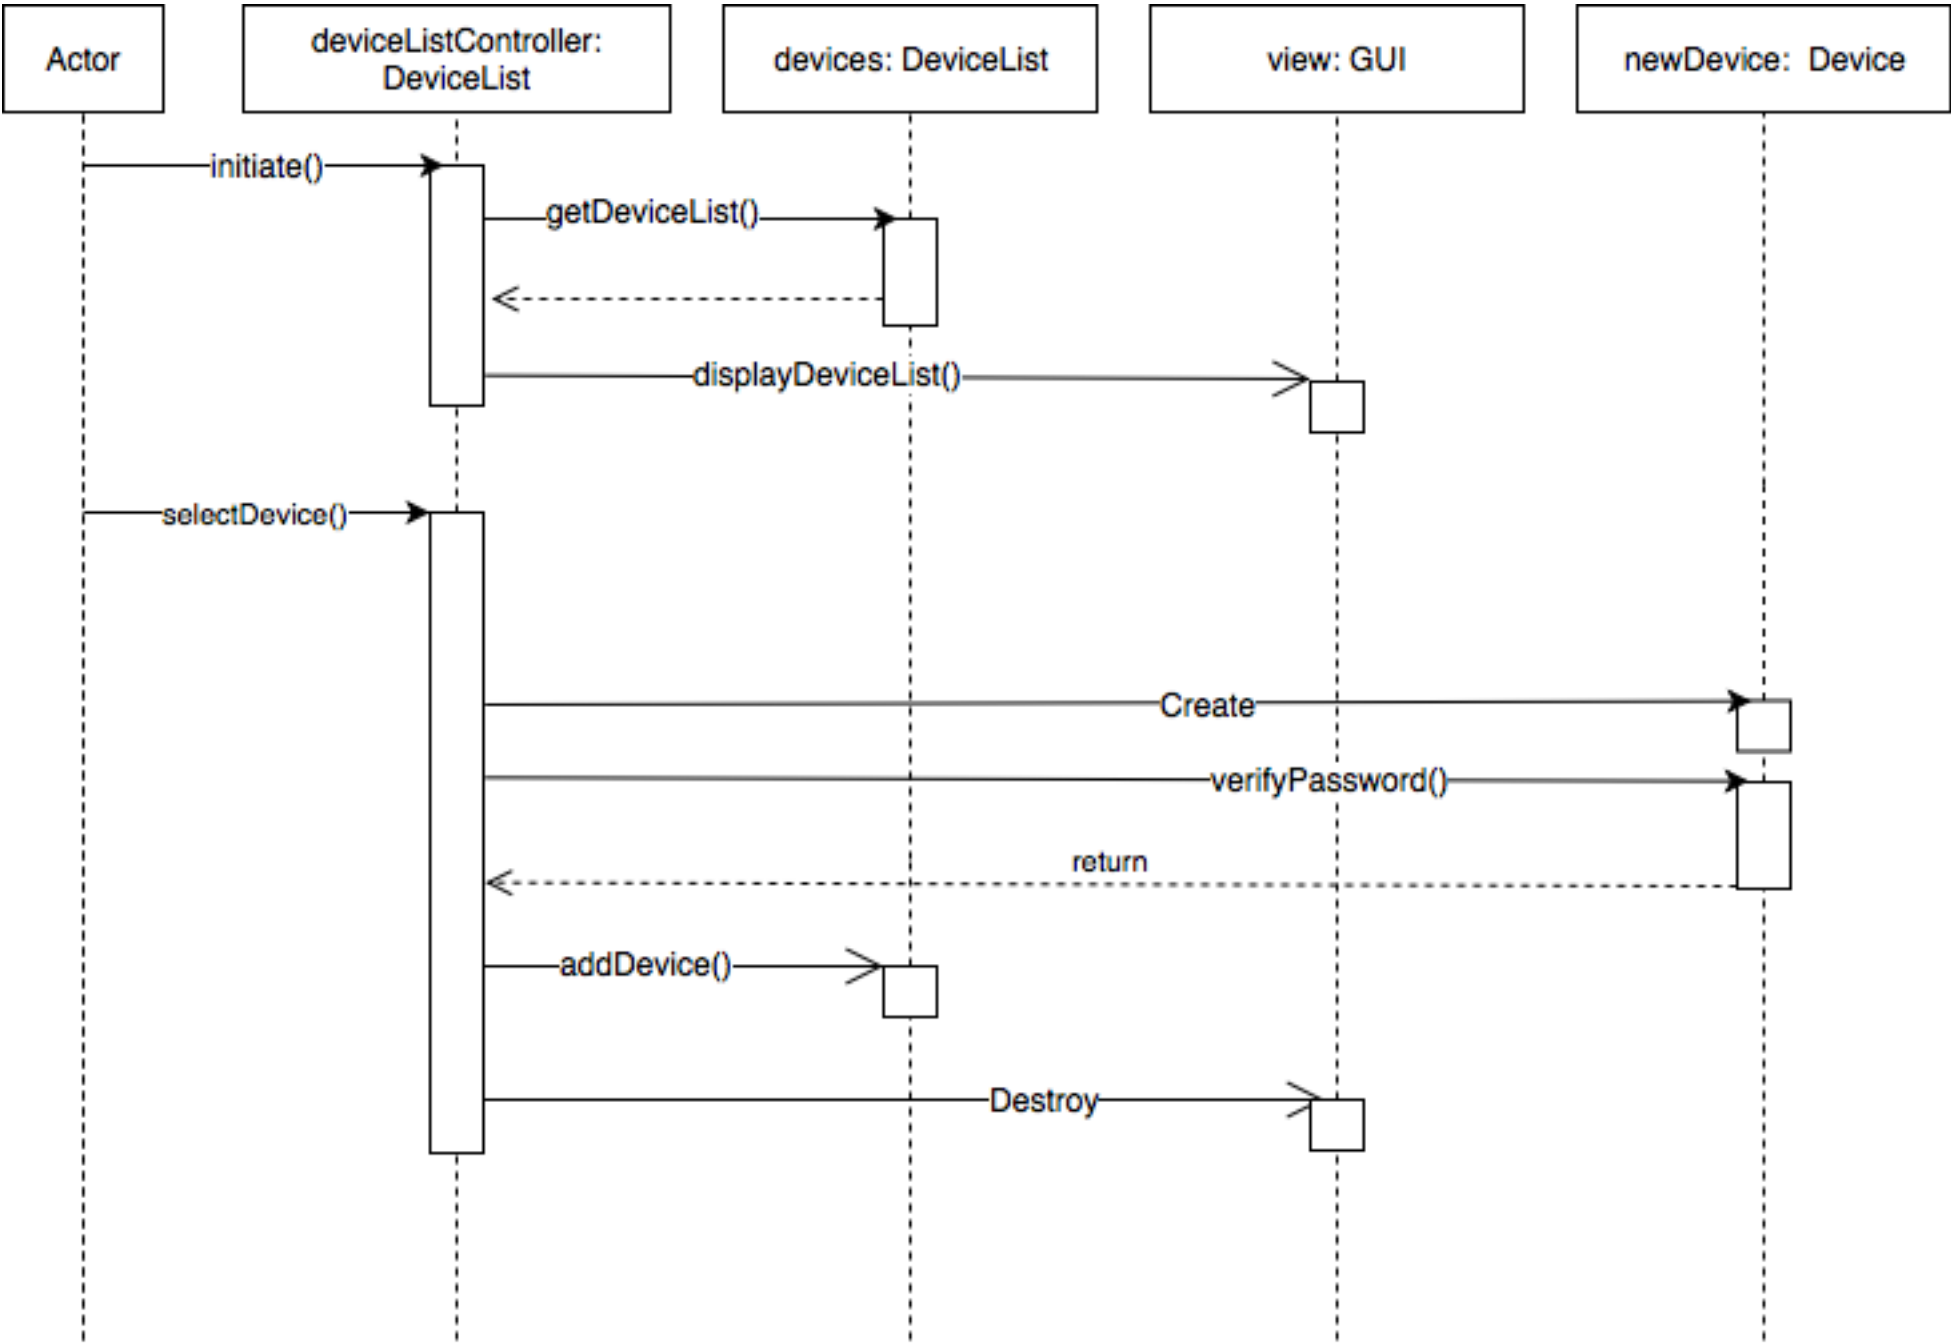 Actor
deviceListController:
DeviceList
devices: DeviceList
view: GUI
newDevice: Device
initiate()
getDeviceList()
displayDeviceList()
selectDevice()
Create
verifyPassword()
return
addDevice()
Destroy